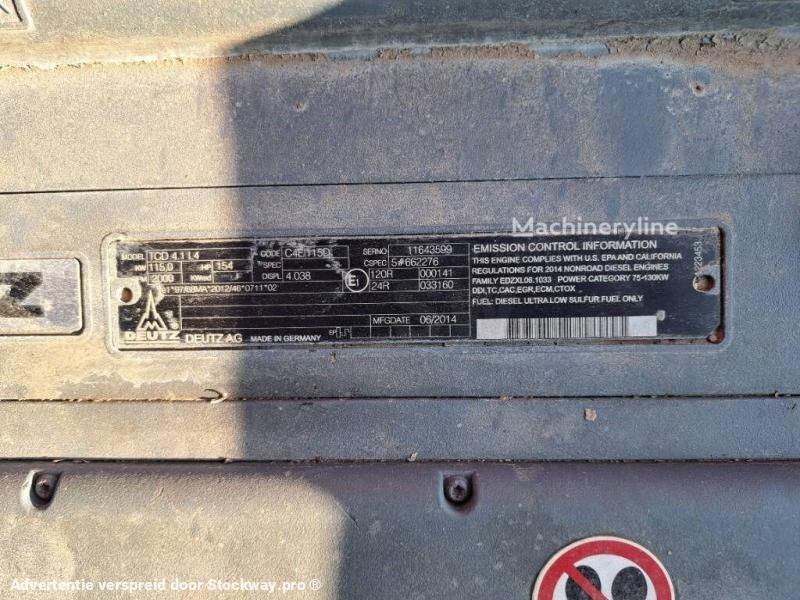 Machineryline
MODEL TCD 4.1 L4 CODE C4E/115D SERNO 11643599
KW 115,0 HP 154 SPEC CSPEC 5#662276
2000 DISPL 4.038 E1 120R 000141
24R 033160
*97/68MA*2012/46*0711*02
MFGDATE 06/2014
DEUTZ DEUTZ AG MADE IN GERMANY EP
EMISSION CONTROL INFORMATION
THIS ENGINE COMPLIES WITH U.S. EPA AND CALIFORNIA
REGULATIONS FOR 2014 NONROAD DIESEL ENGINES
FAMILY EDZXL08.1033 POWER CATEGORY 75-130KW
DDI,TC,CAC,EGR,ECM,CTOX
FUEL: DIESEL ULTRA LOW SULFUR FUEL ONLY
Advertentie verspreid door Stockway.pro ®